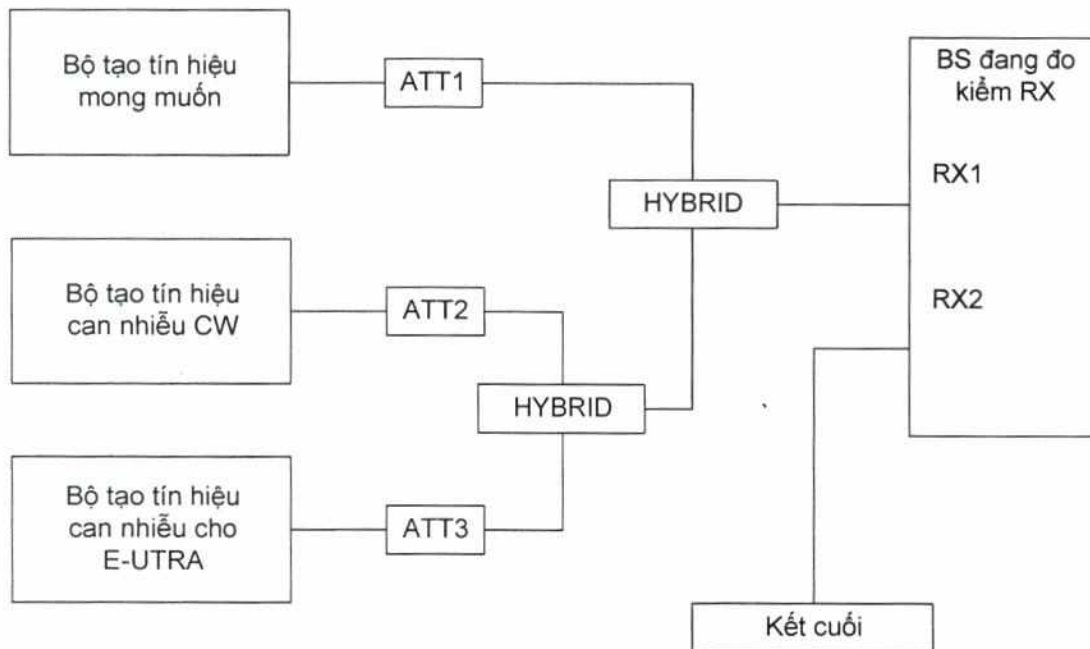 Bộ tạo tín hiệu
mong muốn
ATT1
BS đang đo
kiểm RX
RX1
HYBRID
Bộ tạo tín hiệu
can nhiễu CW
ATT2
RX2
HYBRID
Bộ tạo tín hiệu
can nhiễu cho
E-UTRA
ATT3
Kết cuối